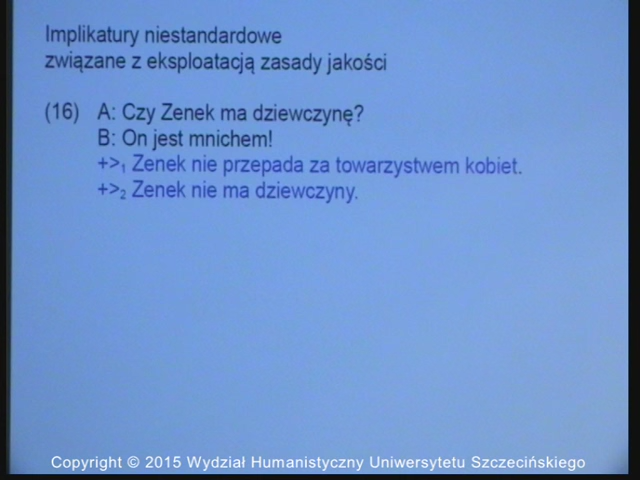 Implikatury niestandardowe
związane z eksploatacją zasady jakości
(16) A: Czy Zenek ma dziewczynę?
B: On jest mnichem!
+>₁ Zenek nie przepada za towarzystwem kobiet.
+>₂ Zenek nie ma dziewczyny.
Copyright © 2015 Wydział Humanistyczny Uniwersytetu Szczecińskiego